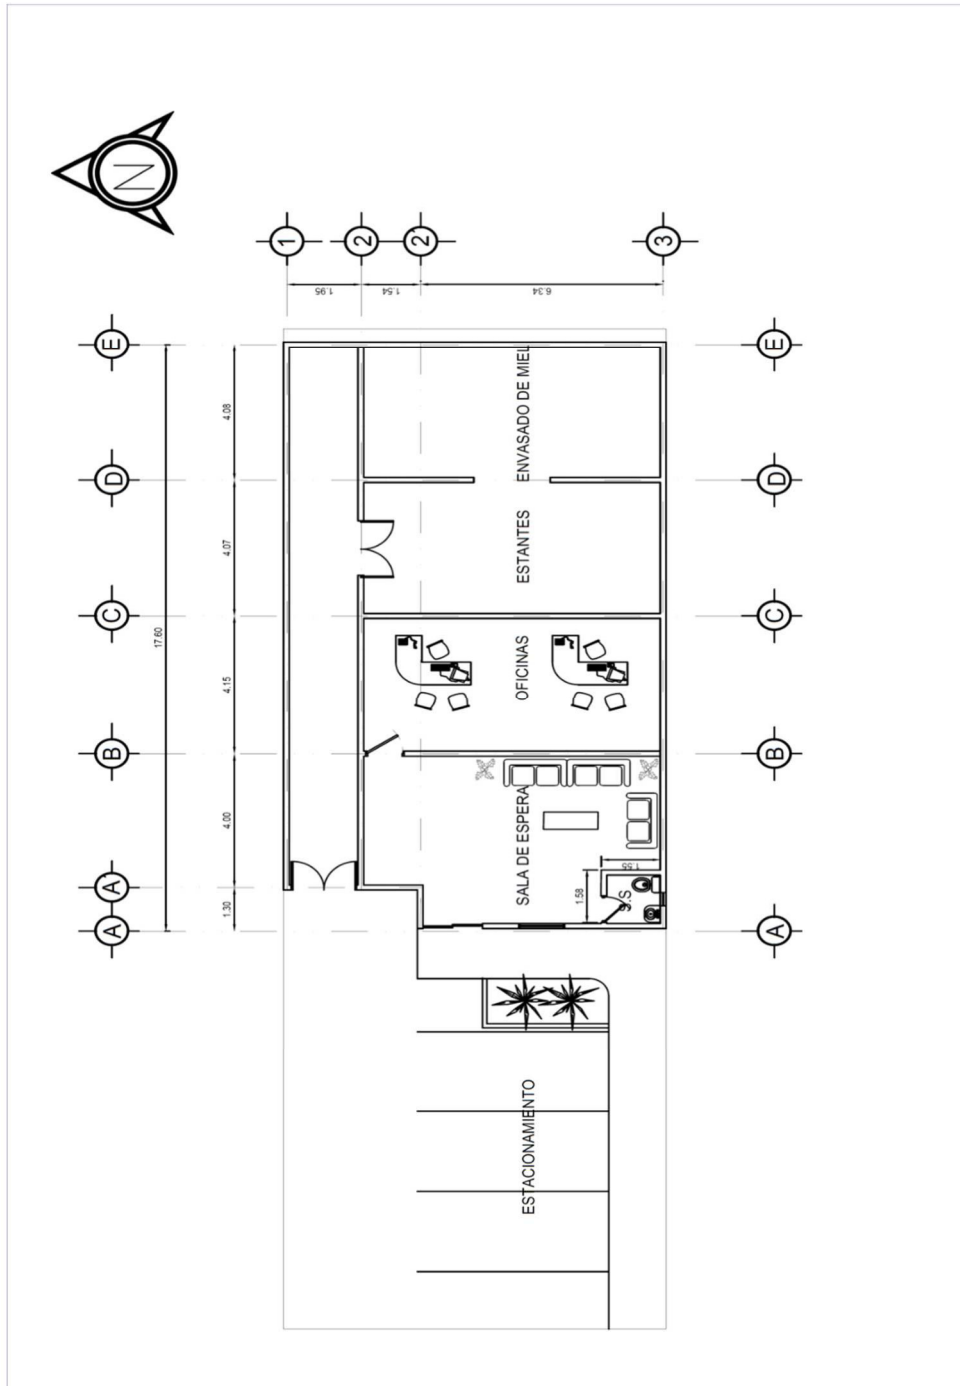 N
1
2
2'
3
1.95
1.54
6.34
E
D
C
B
A'
A
17.60
4.08
4.07
4.15
4.00
1.30
E
D
C
B
A
ENVASADO DE MIEL
ESTANTES
OFICINAS
SALA DE ESPERA
1.58
1.55
S.'S
ESTACIONAMIENTO